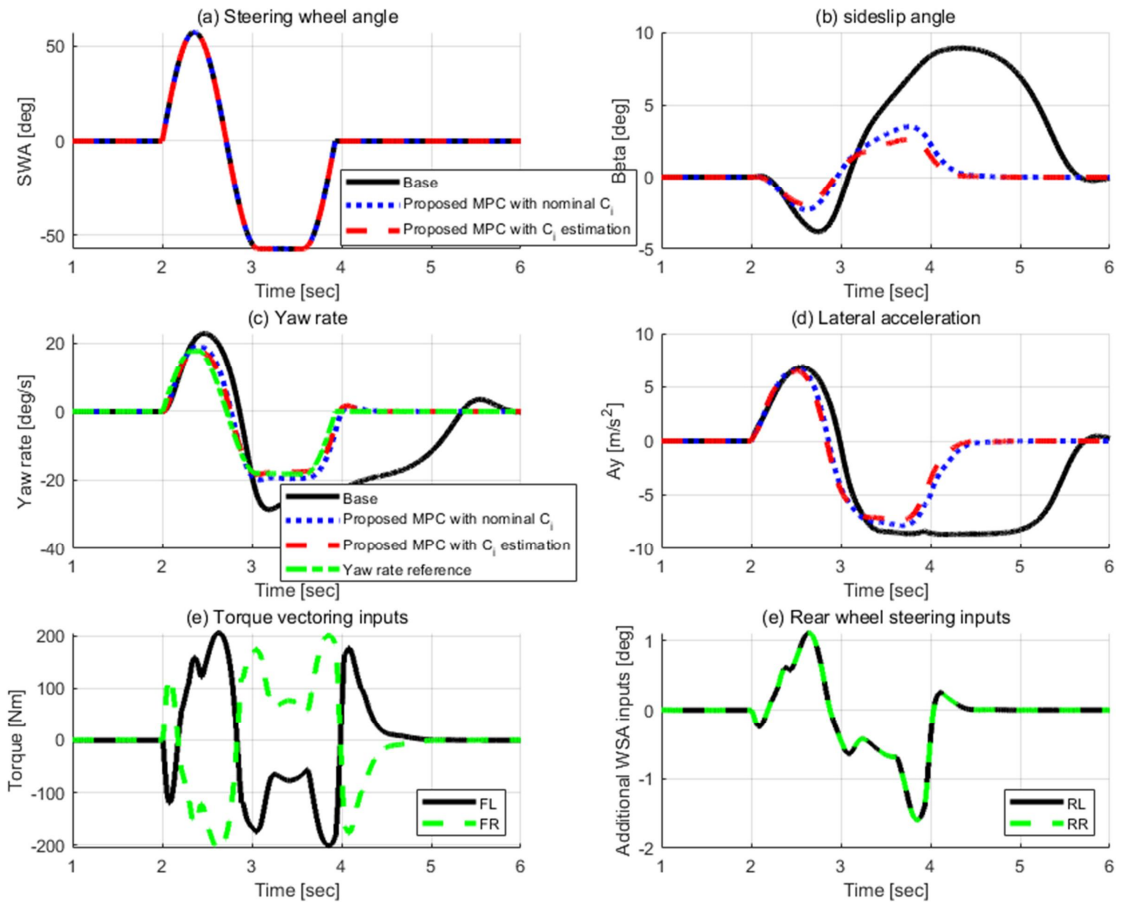 (a) Steering wheel angle
SWA [deg]
50
0
-50
1 2 3 4 5 6
Time [sec]
Base
Proposed MPC with nominal Ci
Proposed MPC with Ci estimation
(b) sideslip angle
Beta [deg]
10
5
0
-5
1 2 3 4 5 6
Time [sec]
(c) Yaw rate
Yaw rate [deg/s]
20
0
-20
-40
1 2 3 4 5 6
Time [sec]
Base
Proposed MPC with nominal Ci
Proposed MPC with Ci estimation
Yaw rate reference
(d) Lateral acceleration
Ay [m/s2]
10
5
0
-5
-10
1 2 3 4 5 6
Time [sec]
(e) Torque vectoring inputs
Torque [Nm]
200
100
0
-100
-200
1 2 3 4 5 6
Time [sec]
FL
FR
(e) Rear wheel steering inputs
Additional WSA inputs [deg]
1
0
-1
-2
1 2 3 4 5 6
Time [sec]
RL
RR